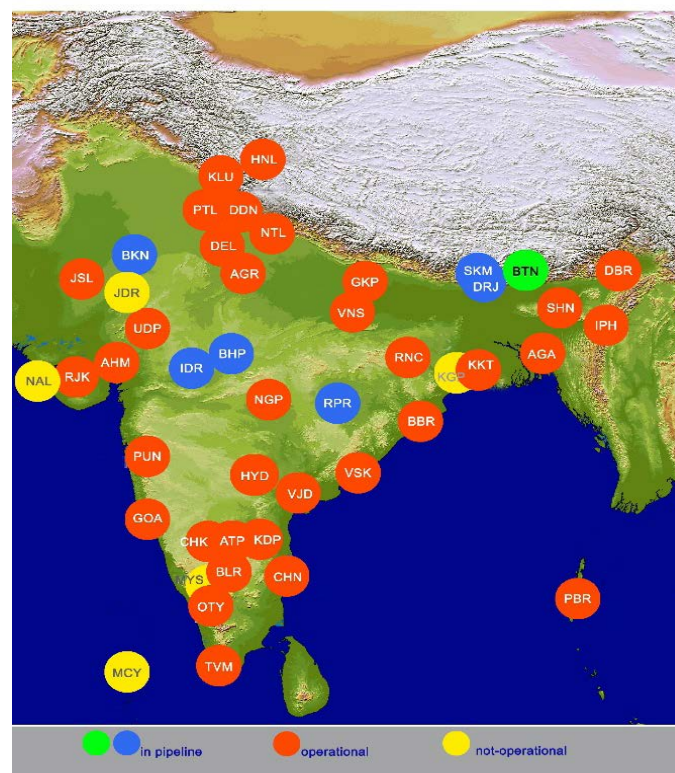 HNL
KLU
PTL
DDN
NTL
DEL
BKN
AGR
JSL
JDR
GKP
SKM
DRJ
BTN
DBR
VNS
SHN
IPH
UDP
BHP
RNC
AGA
AHM
IDR
KKT
KGP
NAL
RJK
NGP
RPR
BBR
PUN
HYD
VSK
VJD
GOA
CHK
ATP
KDP
MYS
BLR
CHN
OTY
PBR
TVM
MCY
in pipeline
operational
not-operational